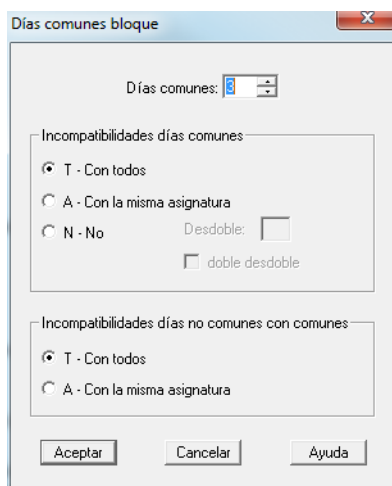 Días comunes bloque
Días comunes: 3
Incompatibilidades días comunes
T - Con todos
A - Con la misma asignatura
N - No Desdoble:
doble desdoble
Incompatibilidades días no comunes con comunes
T - Con todos
A - Con la misma asignatura
Aceptar Cancelar Ayuda